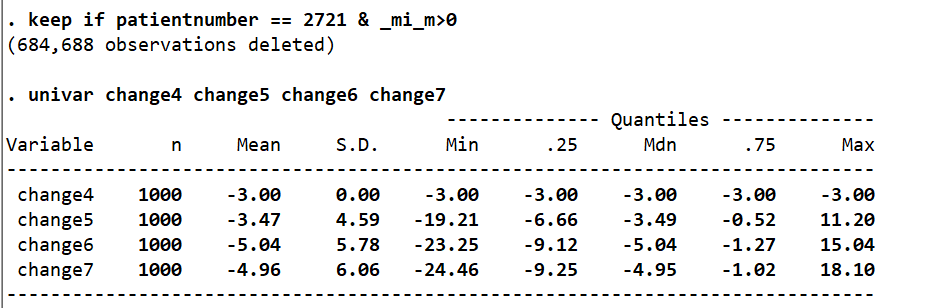 . keep if patientnumber == 2721 & _mi_m>0
(684,688 observations deleted)
. univar change4 change5 change6 change7
-------------- Quantiles --------------
Variable       n     Mean     S.D.      Min      .25      Mdn      .75      Max
-------------------------------------------------------------------------------
change4    1000    -3.00     0.00    -3.00    -3.00    -3.00    -3.00    -3.00
change5    1000    -3.47     4.59   -19.21    -6.66    -3.49    -0.52    11.20
change6    1000    -5.04     5.78   -23.25    -9.12    -5.04    -1.27    15.04
change7    1000    -4.96     6.06   -24.46    -9.25    -4.95    -1.02    18.10
-------------------------------------------------------------------------------